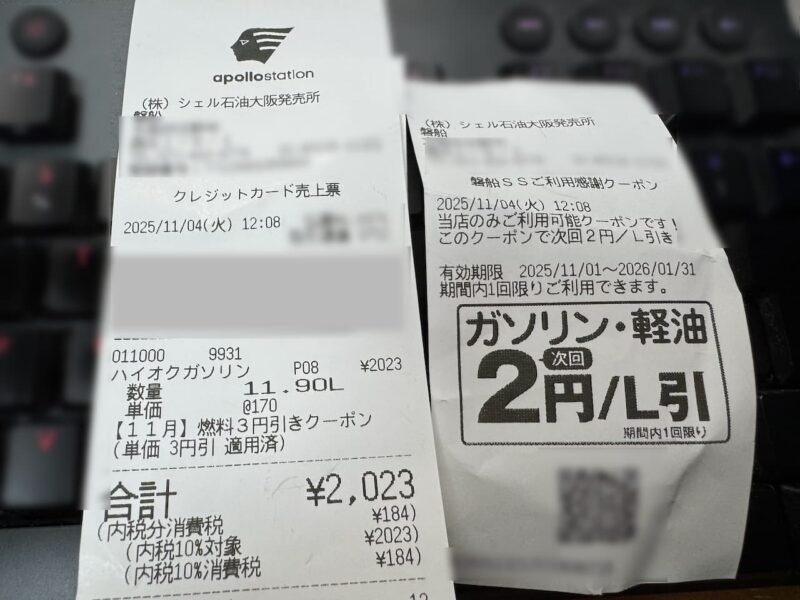 apollostation
（株）シェル石油大阪発売所
磐船
クレジットカード売上票
2025/11/04(火) 12:08
011000 9931
ハイオクガソリン P08 ¥2023
数量 11.90L
単価 @170
【１１月】燃料３円引きクーポン
(単価 3円引 適用済)
合計 ¥2,023
(内税分消費税 ¥184)
(内税10%対象 ¥2023)
(内税10%消費税 ¥184)
（株）シェル石油大阪発売所
磐船
磐船ＳＳご利用感謝クーポン
2025/11/04(火) 12:08
当店のみご利用可能クーポンです！
このクーポンで次回２円/Ｌ引き
有効期限 2025/11/01～2026/01/31
期間内1回限りご利用できます。
ガソリン・軽油
次回
2円/L引
期間内1回限り